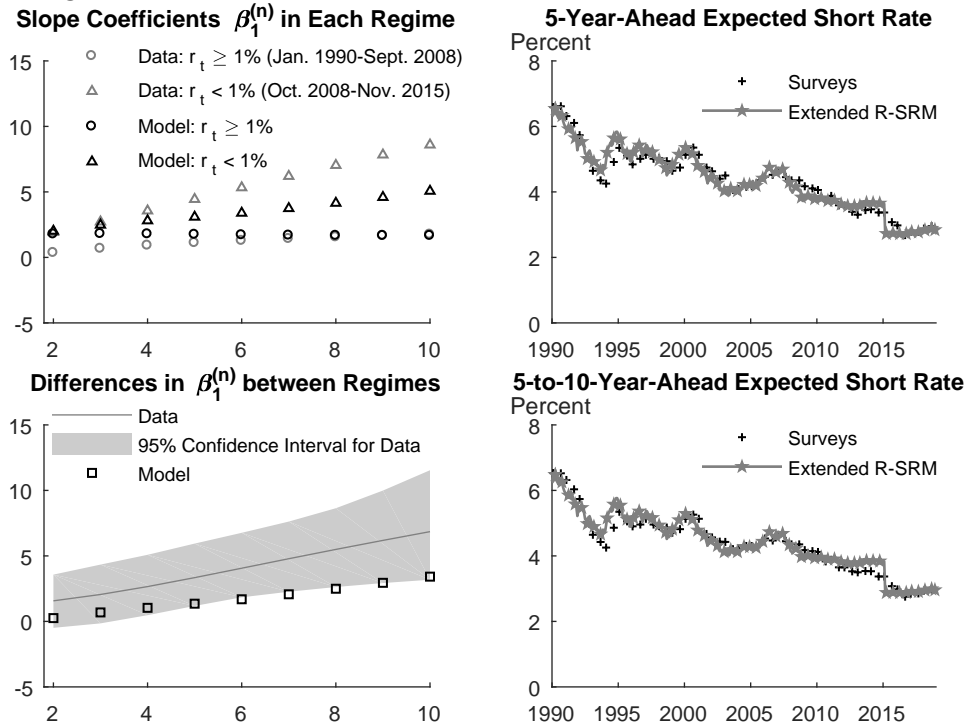 Slope Coefficients β₁⁽ⁿ⁾ in Each Regime
15
10
5
0
-5
Data: r t ≥ 1% (Jan. 1990-Sept. 2008)
Data: r t < 1% (Oct. 2008-Nov. 2015)
Model: r t ≥ 1%
Model: r t < 1%
2 4 6 8 10
5-Year-Ahead Expected Short Rate
Percent
8
6
4
2
0
Surveys
Extended R-SRM
1990 1995 2000 2005 2010 2015
Differences in β₁⁽ⁿ⁾ between Regimes
15
10
5
0
-5
Data
95% Confidence Interval for Data
Model
2 4 6 8 10
5-to-10-Year-Ahead Expected Short Rate
Percent
8
6
4
2
0
Surveys
Extended R-SRM
1990 1995 2000 2005 2010 2015